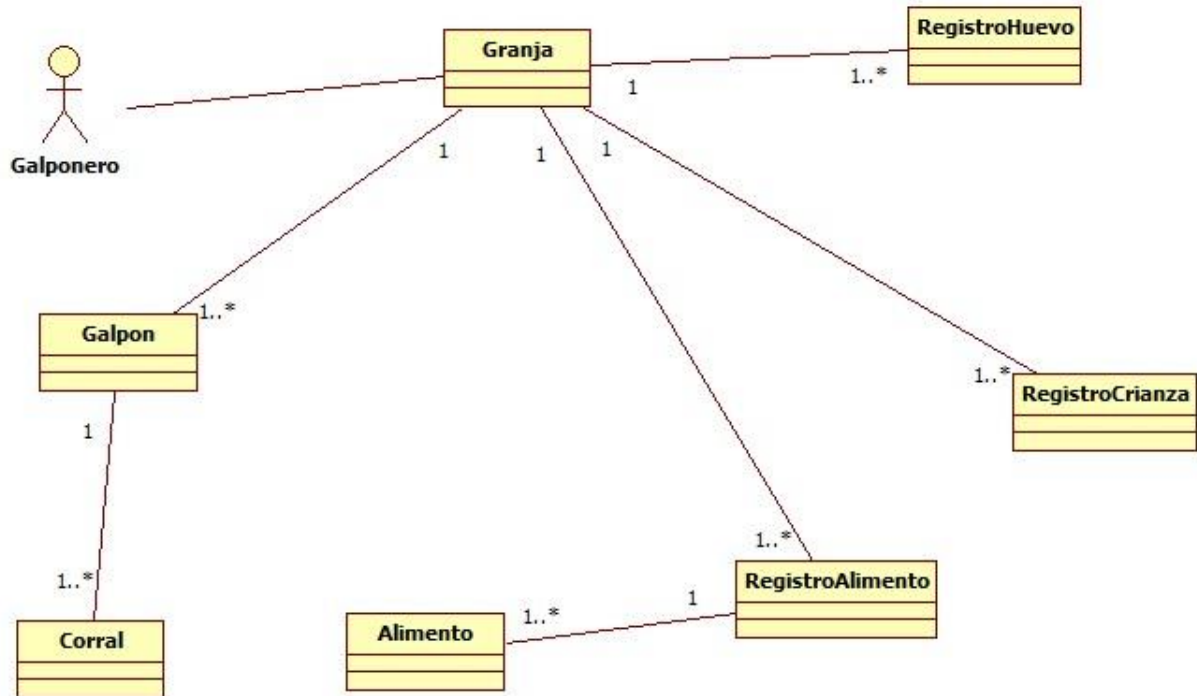 Granja
RegistroHuevo
1
1..*
Galponero
1
1
1
1..*
Galpon
1..*
RegistroCrianza
1
1..*
RegistroAlimento
1..*
1
1..*
Alimento
Corral